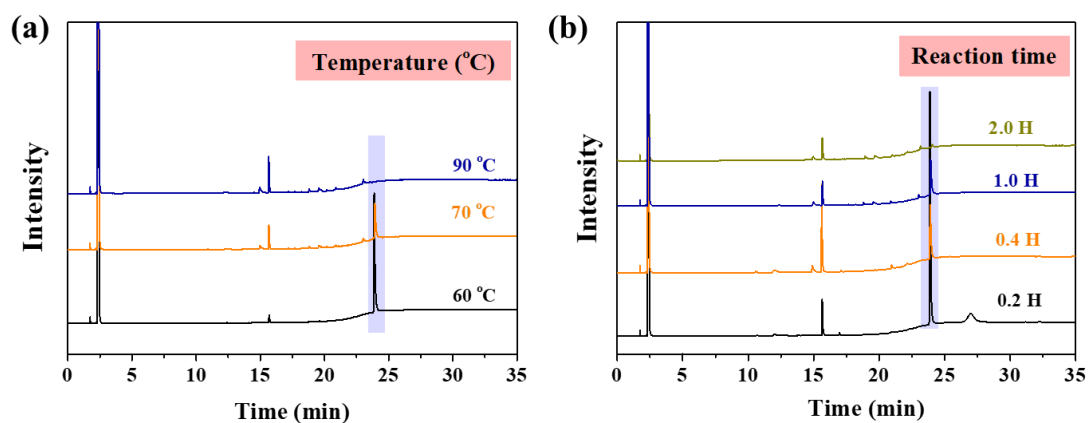 (a)
Temperature (°C)
90 °C
70 °C
60 °C
Intensity
0 5 10 15 20 25 30 35
Time (min)
(b)
Reaction time
2.0 H
1.0 H
0.4 H
0.2 H
Intensity
0 5 10 15 20 25 30 35
Time (min)